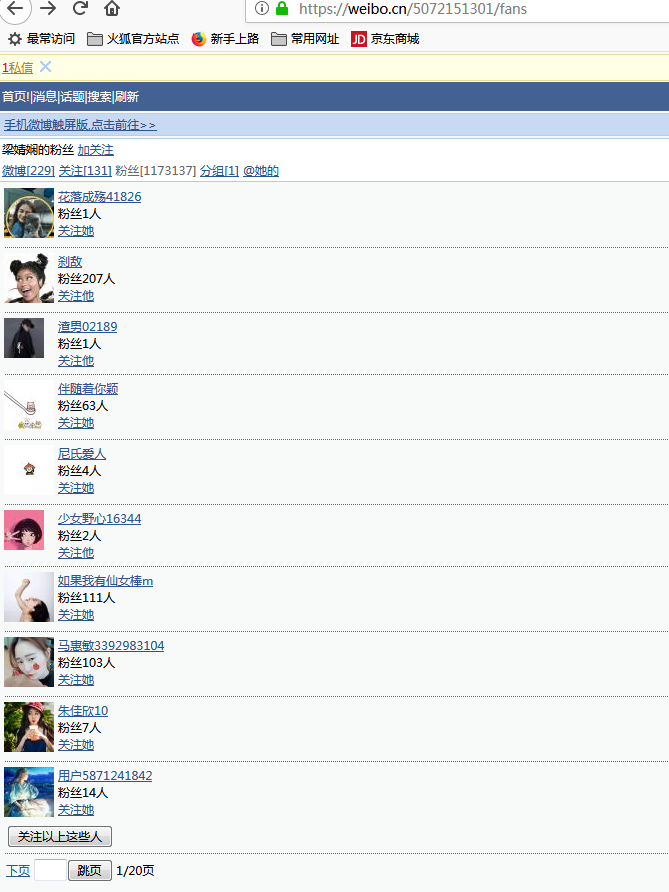 https://weibo.cn/5072151301/fans
最常访问 火狐官方站点 新手上路 常用网址 JD 京东商城
1私信
首页!|消息|话题|搜索|刷新
手机微博触屏版,点击前往>>
梁婧娴的粉丝 加关注
微博[229] 关注[131] 粉丝[1173137] 分组[1] @她的
花落成殇41826
粉丝1人
关注她
刹敌
粉丝207人
关注他
渣男02189
粉丝1人
关注他
伴随着你颖
粉丝63人
关注她
尼氏爱人
粉丝4人
关注她
少女野心16344
粉丝2人
关注他
如果我有仙女棒m
粉丝111人
关注她
马惠敏3392983104
粉丝103人
关注她
朱佳欣10
粉丝7人
关注她
用户5871241842
粉丝14人
关注她
关注以上这些人
下页 跳页 1/20页